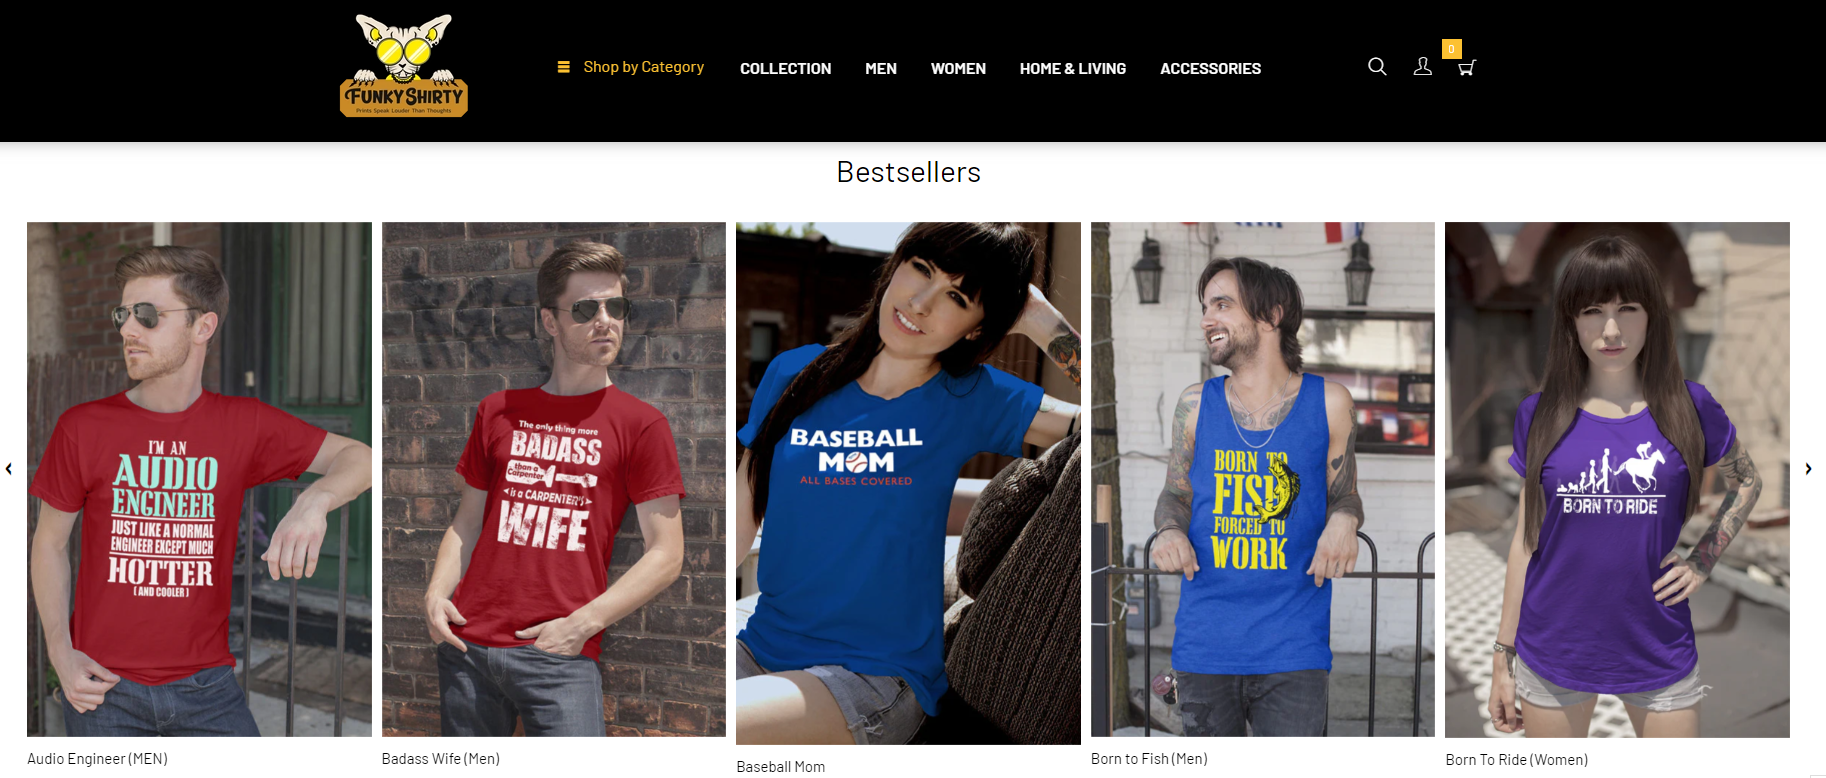 FUNKY SHIRTY
Prints Speak Louder Than Thoughts
Shop by Category
COLLECTION
MEN
WOMEN
HOME & LIVING
ACCESSORIES
0
Bestsellers
I'M AN
AUDIO
ENGINEER
JUST LIKE A NORMAL
ENGINEER EXCEPT MUCH
HOTTER
(AND COOLER)
The only thing more
BADASS
than a
Carpenter
is a CARPENTER'S
WIFE
BASEBALL
MOM
ALL BASES COVERED
BORN TO
FISH
FORCED TO
WORK
BORN TO RIDE
Audio Engineer (MEN)
Badass Wife (Men)
Baseball Mom
Born to Fish (Men)
Born To Ride (Women)